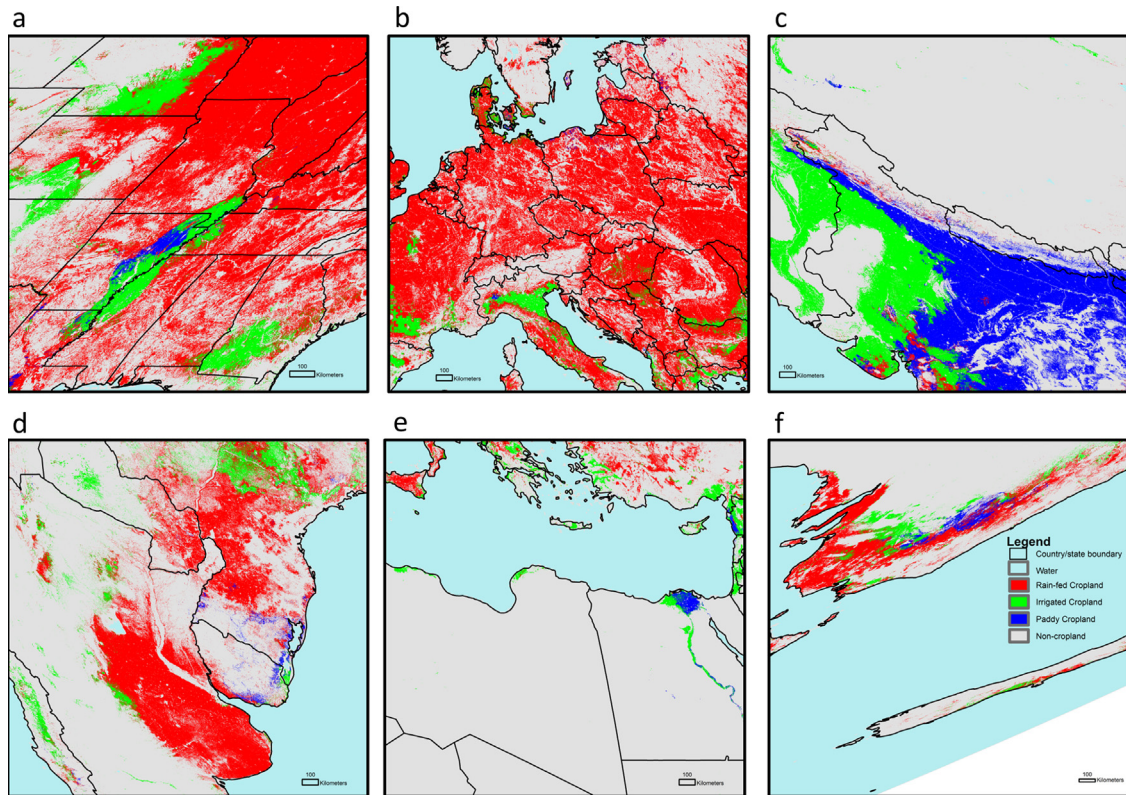 a
b
c
100
Kilometers
100
Kilometers
100
Kilometers
d
e
f
Legend
Country/state boundary
Water
Rain-fed Cropland
Irrigated Cropland
Paddy Cropland
Non-cropland
100
Kilometers
100
Kilometers
100
Kilometers